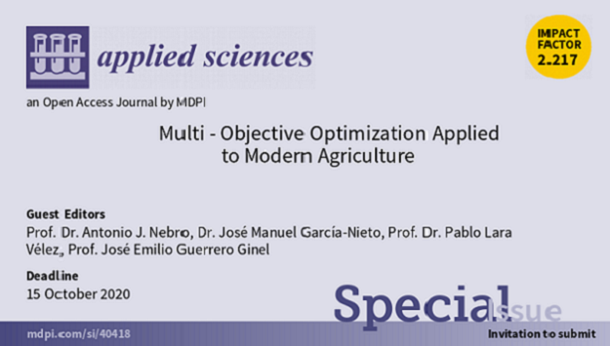 applied sciences
IMPACT
FACTOR
2.217
an Open Access Journal by MDPI
Multi - Objective Optimization Applied
to Modern Agriculture
Guest Editors
Prof. Dr. Antonio J. Nebro, Dr. José Manuel García-Nieto, Prof. Dr. Pablo Lara
Vélez, Prof. José Emilio Guerrero Ginel
Deadline
15 October 2020
Special Issue
mdpi.com/si/40418
Invitation to submit